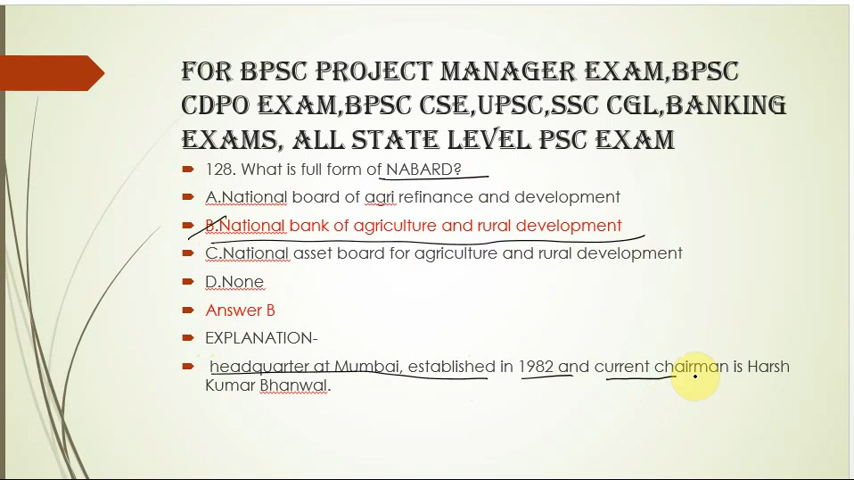 FOR BPSC PROJECT MANAGER EXAM,BPSC
CDPO EXAM,BPSC CSE,UPSC,SSC CGL,BANKING
EXAMS, ALL STATE LEVEL PSC EXAM
128. What is full form of NABARD?
A.National board of agri refinance and development
B.National bank of agriculture and rural development
C.National asset board for agriculture and rural development
D.None
Answer B
EXPLANATION-
headquarter at Mumbai, established in 1982 and current chairman is Harsh
Kumar Bhanwal.